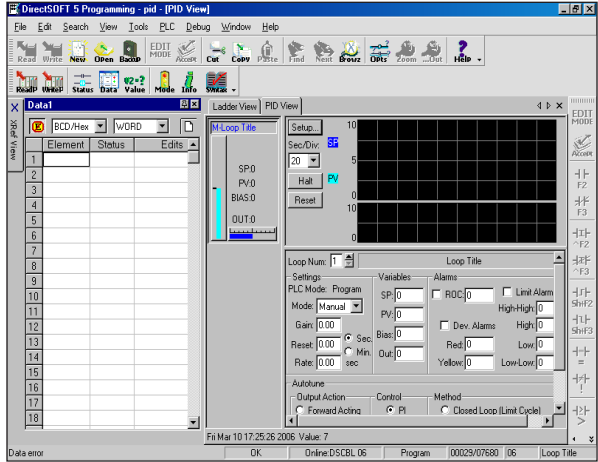 DirectSOFT 5 Programming - pid - [PID View]
File Edit Search View Tools PLC Debug Window Help
Read Write New Open Backup EDIT MODE Accept Cut Copy Paste Find Next Browz Opts Zoom ...Out Help
ReadP WriteP Status Data Value Mode Info Syntax
Data1
XRef View
BCD/Hex WORD
Element Status Edits
1
2
3
4
5
6
7
8
9
10
11
12
13
14
15
16
17
18
Ladder View PID View
M-Loop Title
SP:0
PV:0
BIAS:0
OUT:0
Setup...
Sec/Div: SP
20
Halt PV
Reset
10
5
0
10
0
Loop Num: 1 Loop Title
Settings Variables Alarms
PLC Mode: Program
Mode: Manual
Gain: 0.00
Reset: 0.00 Sec.
Min.
Rate: 0.00 sec
SP: 0
PV: 0
Bias: 0
Out: 0
ROC: 0 Limit Alarm
High-High: 0
Dev. Alarms High: 0
Red: 0 Low: 0
Yellow: 0 Low-Low: 0
Autotune
Output Action Control Method
Forward Acting PI Closed Loop (Limit Cycle)
EDIT MODE
Accept
F2
F3
^F2
^F3
Shift F2
Shift F3
=
!
>
Fri Mar 10 17:25:26 2006 Value: 7
Data error OK Online:DSCBL 06 Program 00029/07680 06 Loop Title